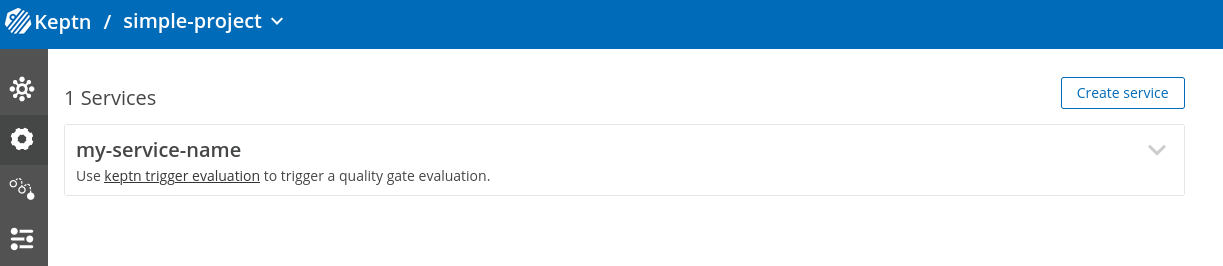 Keptn / simple-project
1 Services
Create service
my-service-name
Use keptn trigger evaluation to trigger a quality gate evaluation.